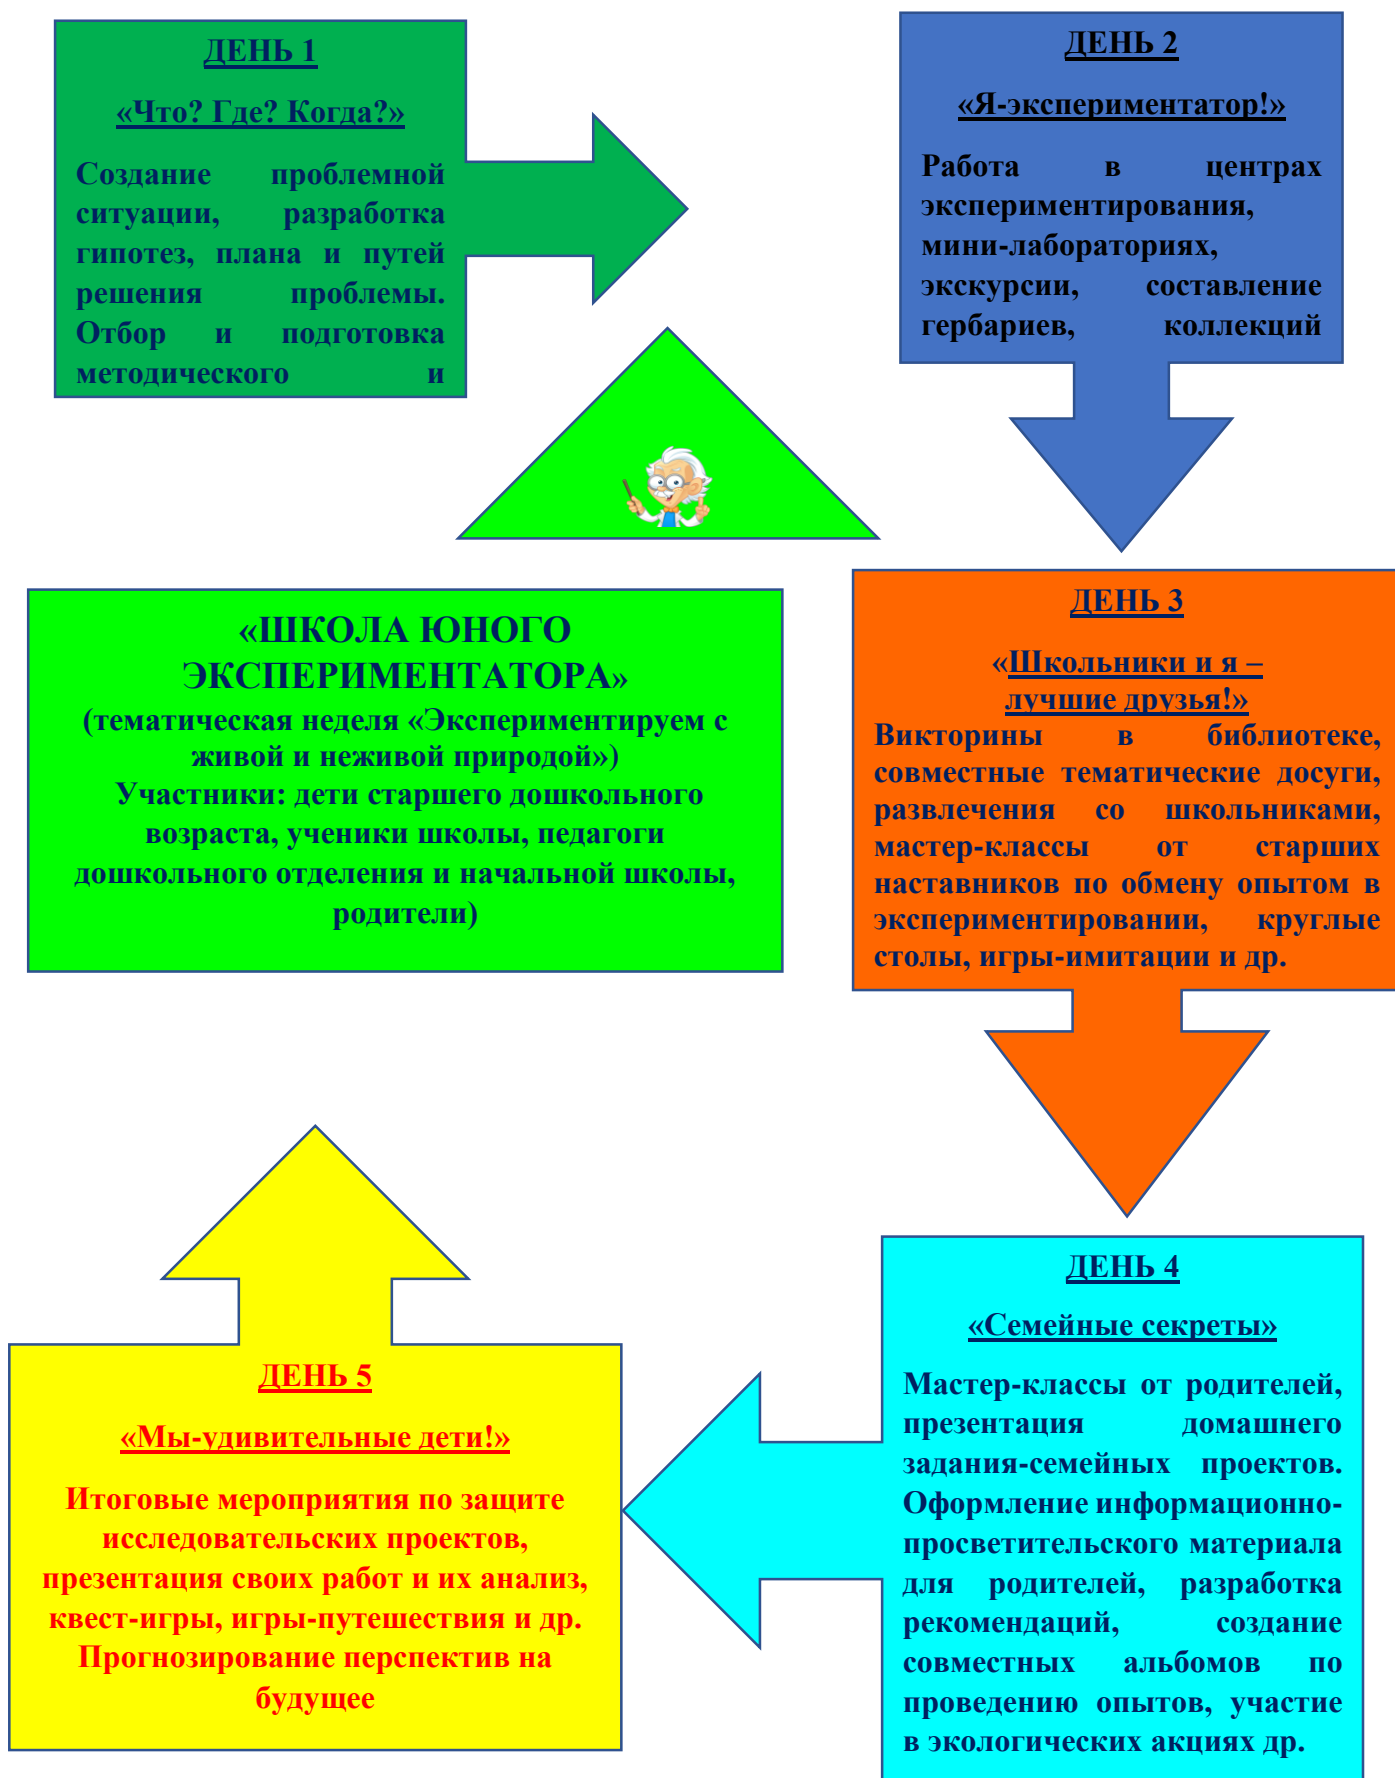 ДЕНЬ 1
«Что? Где? Когда?»
Создание проблемной
ситуации, разработка
гипотез, плана и путей
решения проблемы.
Отбор и подготовка
методического и
ДЕНЬ 2
«Я-экспериментатор!»
Работа в центрах
экспериментирования,
мини-лабораториях,
экскурсии, составление
гербариев, коллекций
«ШКОЛА ЮНОГО
ЭКСПЕРИМЕНТАТОРА»
(тематическая неделя «Экспериментируем с
живой и неживой природой»)
Участники: дети старшего дошкольного
возраста, ученики школы, педагоги
дошкольного отделения и начальной школы,
родители)
ДЕНЬ 3
«Школьники и я –
лучшие друзья!»
Викторины в библиотеке,
совместные тематические досуги,
развлечения со школьниками,
мастер-классы от старших
наставников по обмену опытом в
экспериментировании, круглые
столы, игры-имитации и др.
ДЕНЬ 4
«Семейные секреты»
Мастер-классы от родителей,
презентация домашнего
задания-семейных проектов.
Оформление информационно-
просветительского материала
для родителей, разработка
рекомендаций, создание
совместных альбомов по
проведению опытов, участие
в экологических акциях др.
ДЕНЬ 5
«Мы-удивительные дети!»
Итоговые мероприятия по защите
исследовательских проектов,
презентация своих работ и их анализ,
квест-игры, игры-путешествия и др.
Прогнозирование перспектив на
будущее